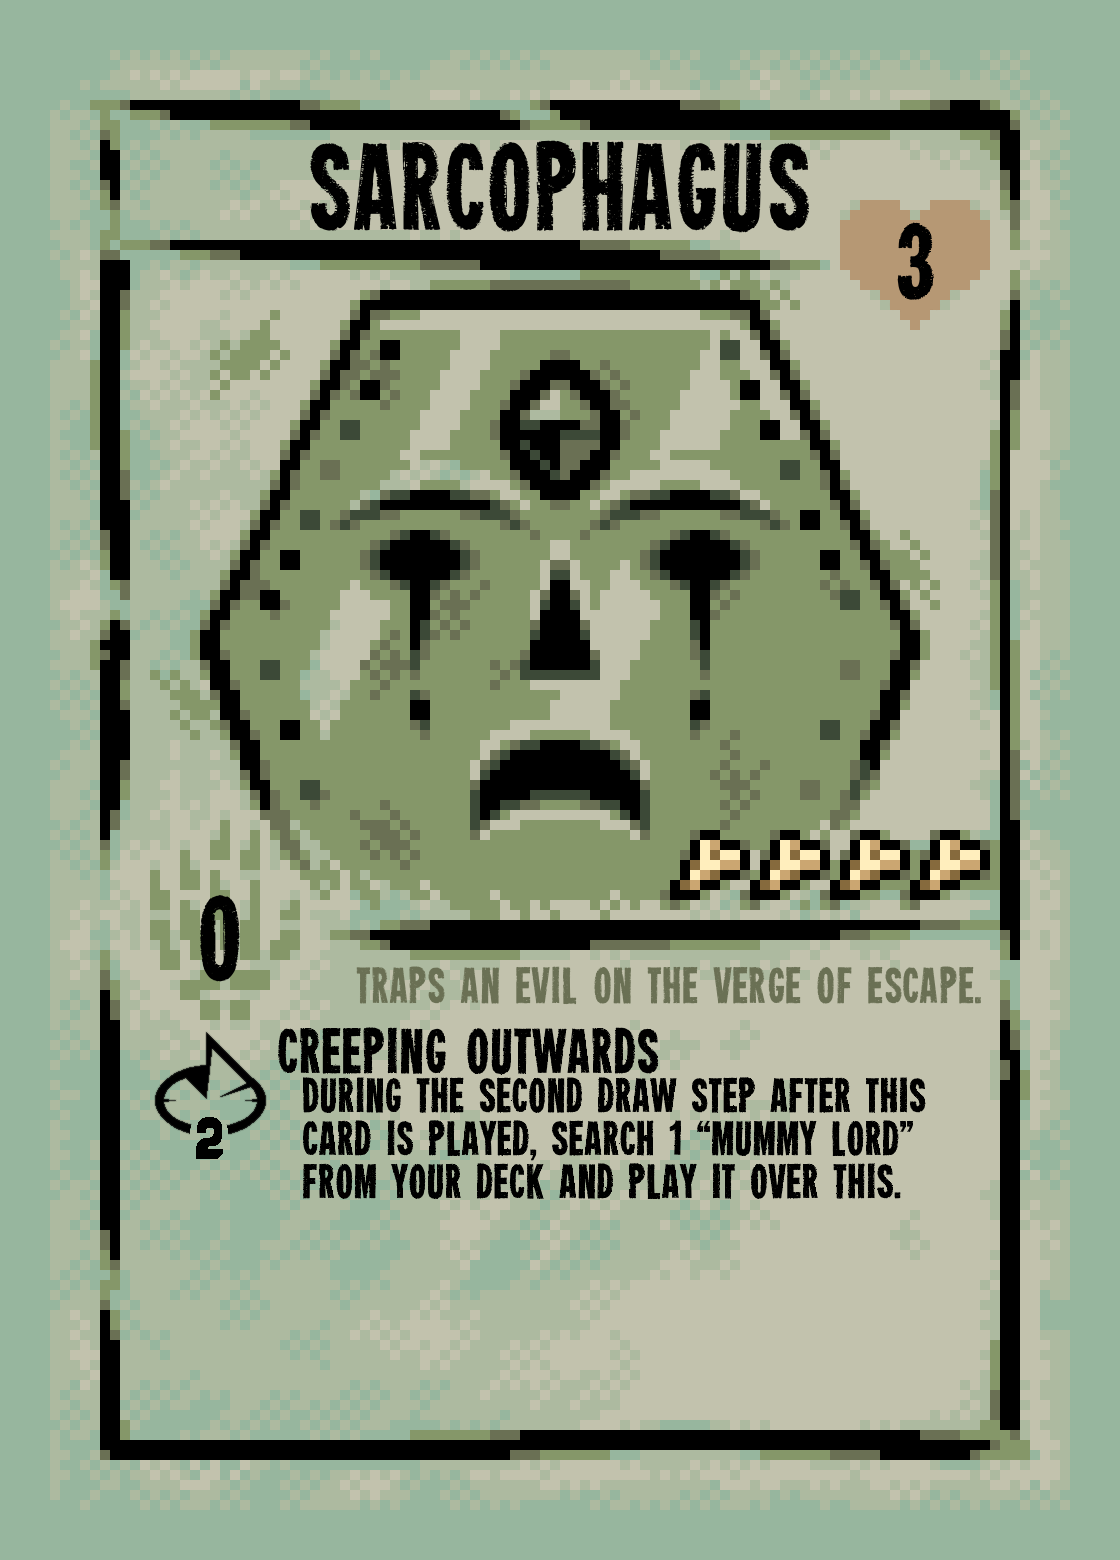 SARCOPHAGUS
3
0
TRAPS AN EVIL ON THE VERGE OF ESCAPE.
CREEPING OUTWARDS
2
DURING THE SECOND DRAW STEP AFTER THIS
CARD IS PLAYED, SEARCH 1 “MUMMY LORD”
FROM YOUR DECK AND PLAY IT OVER THIS.